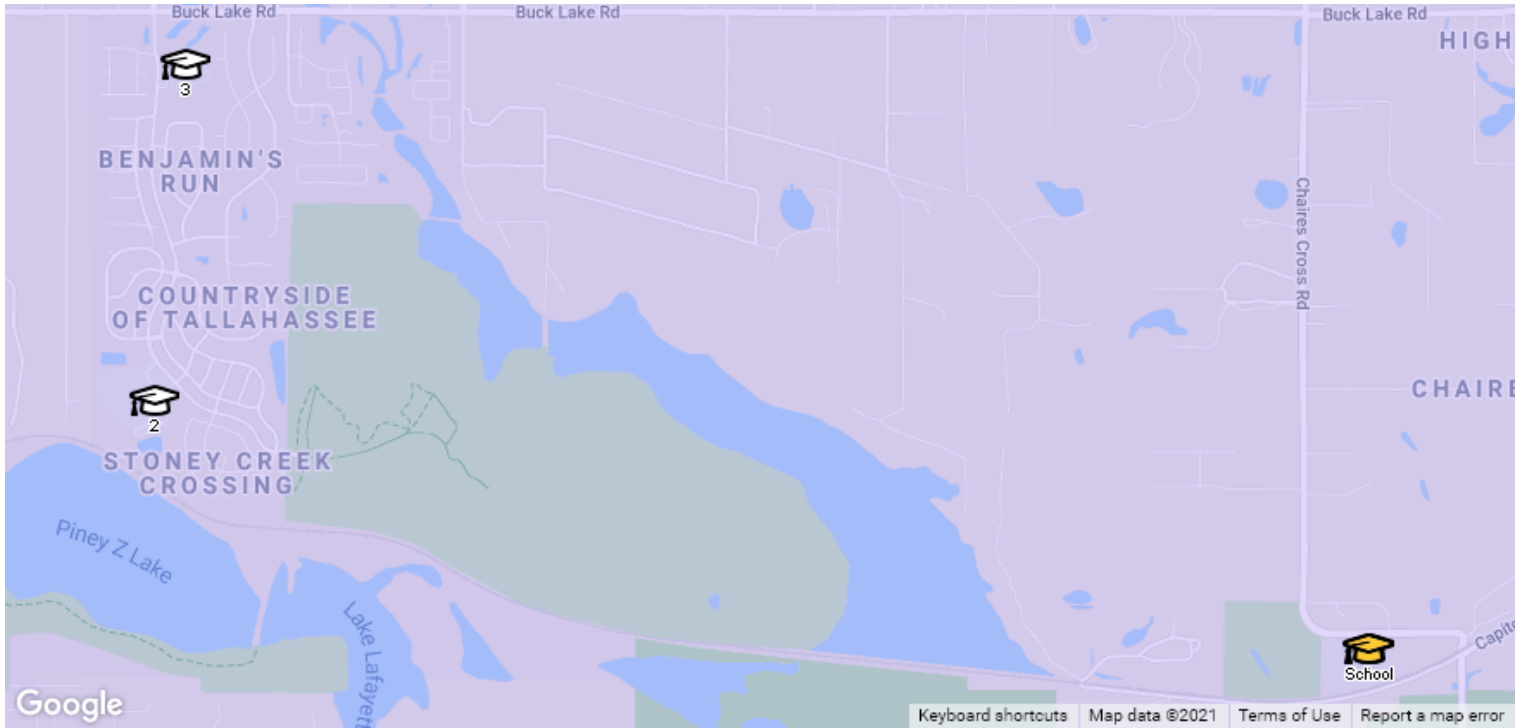 Buck Lake Rd
Buck Lake Rd
Buck Lake Rd
HIGH
3
BENJAMIN'S
RUN
Chaires Cross Rd
COUNTRYSIDE
OF TALLAHASSEE
CHAIRE
2
STONEY CREEK
CROSSING
Piney Z Lake
Lake Lafayett
Capito
School
Google
Keyboard shortcuts
Map data ©2021
Terms of Use
Report a map error